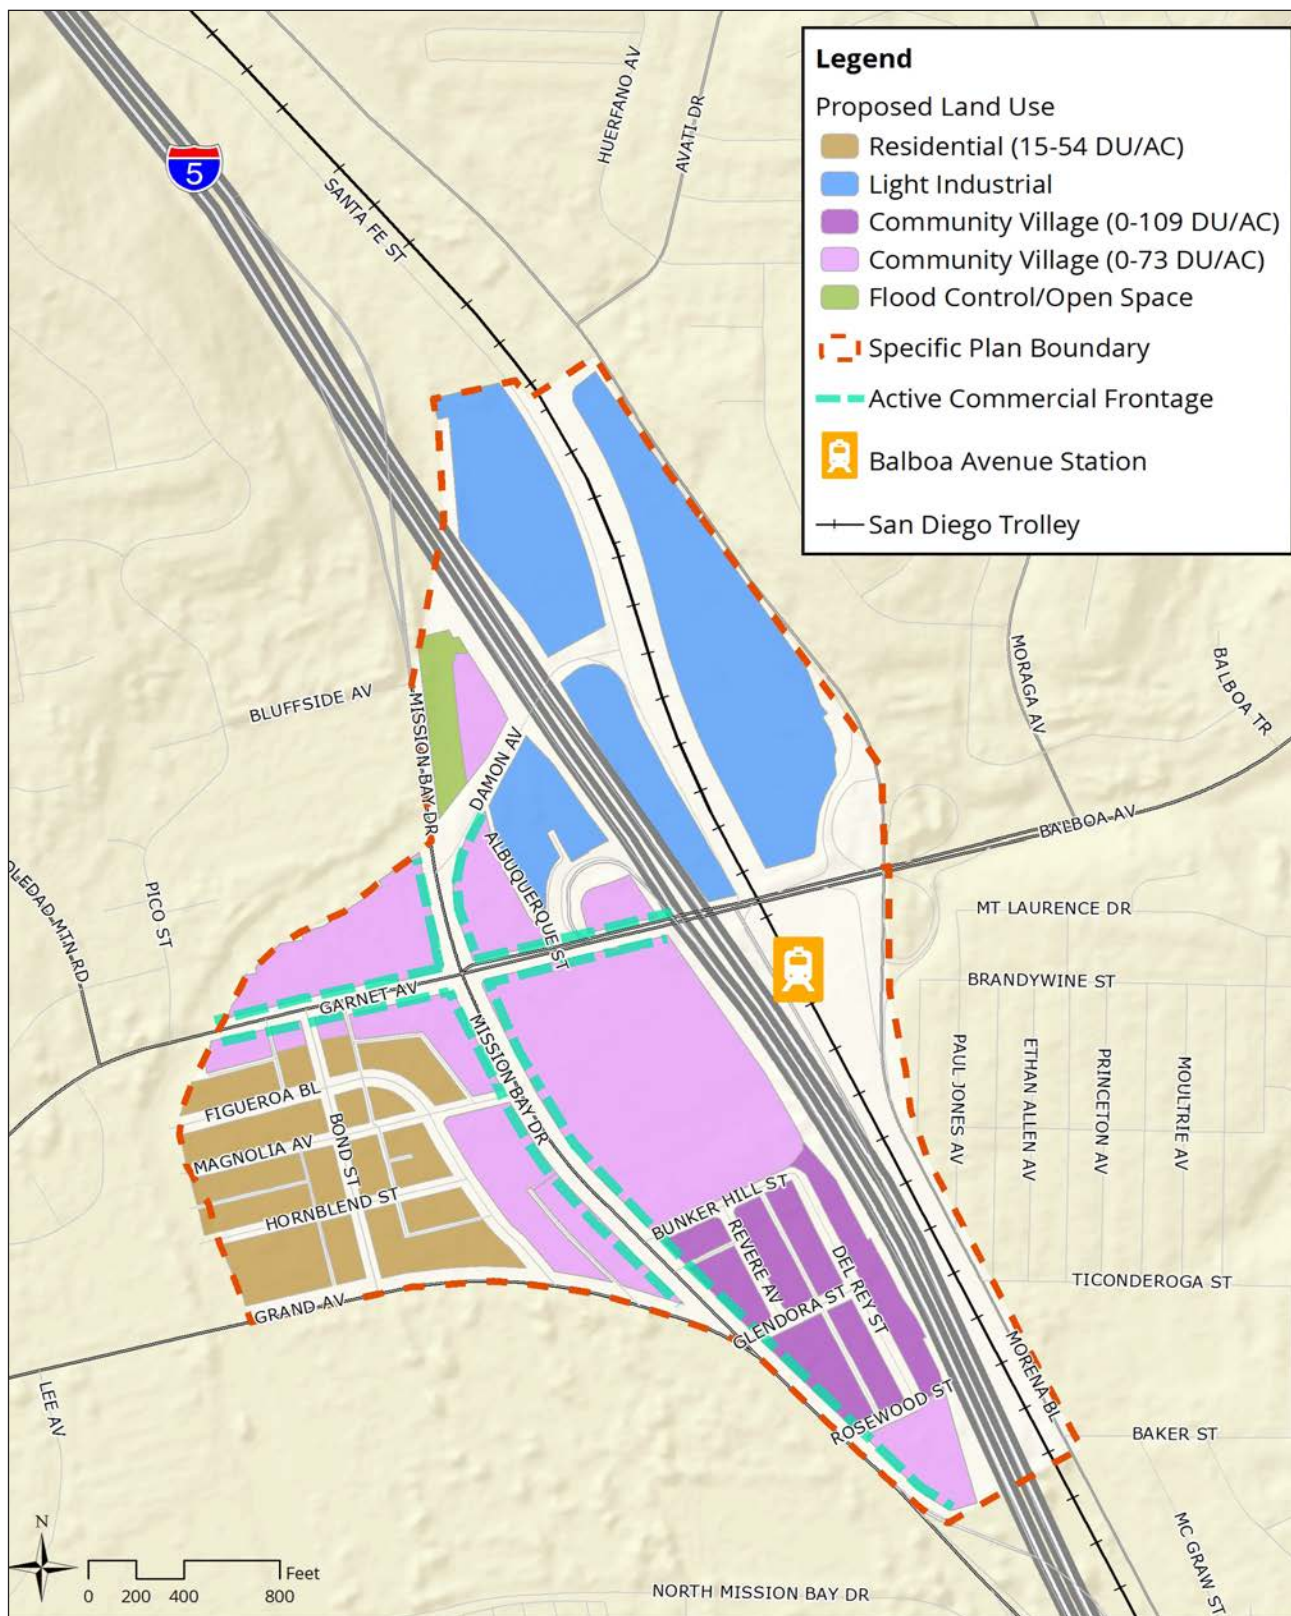 Legend
Proposed Land Use
Residential (15-54 DU/AC)
Light Industrial
Community Village (0-109 DU/AC)
Community Village (0-73 DU/AC)
Flood Control/Open Space
Specific Plan Boundary
Active Commercial Frontage
Balboa Avenue Station
San Diego Trolley
HUERFANO AV
AVATI DR
5
SANTA FE ST
MORAGA AV
BALBOA TR
BLUFFSIDE AV
MISSION BAY DR
DAMON AV
BALBOA AV
ALBUQUERQUE ST
OLEDAD MTN RD
PICO ST
MT LAURENCE DR
BRANDYWINE ST
GARNET AV
MISSION BAY DR
PAUL JONES AV
ETHAN ALLEN AV
PRINCETON AV
MOULTRIE AV
FIGUEROA BL
BOND ST
MAGNOLIA AV
HORNBLEND ST
BUNKER HILL ST
REVERE AV
DEL REY ST
GLENDORA ST
TICONDEROGA ST
GRAND AV
MORENA BL
LEE AV
ROSEWOOD ST
BAKER ST
MC GRAW ST
N
0 200 400 800
Feet
NORTH MISSION BAY DR